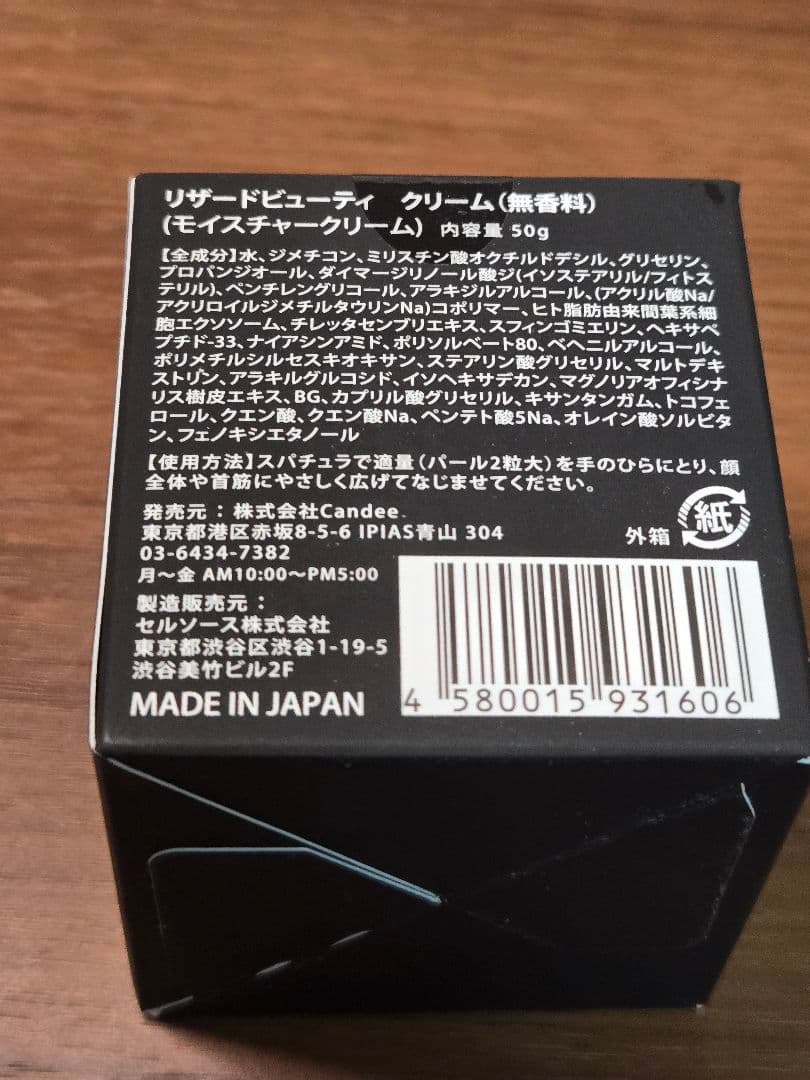 リザードビューティ　クリーム(無香料)
(モイスチャークリーム) 内容量 50g
【全成分】水、ジメチコン、ミリスチン酸オクチルドデシル、グリセリン、
プロパンジオール、ダイマージリノール酸ジ(イソステアリル/フィトス
テリル)、ペンチレングリコール、アラキジルアルコール、(アクリル酸Na/
アクリロイルジメチルタウリンNa)コポリマー、ヒト脂肪由来間葉系細
胞エクソソーム、チレッタセンブリエキス、スフィンゴミエリン、ヘキサペ
プチド-33、ナイアシンアミド、ポリソルベート80、ベヘニルアルコール、
ポリメチルシルセスキオキサン、ステアリン酸グリセリル、マルトデキ
ストリン、アラキルグルコシド、イソヘキサデカン、マグノリアオフィシナ
リス樹皮エキス、BG、カプリル酸グリセリル、キサンタンガム、トコフェ
ロール、クエン酸、クエン酸Na、ペンテト酸5Na、オレイン酸ソルビタ
ン、フェノキシエタノール
【使用方法】スパチュラで適量(パール2粒大)を手のひらにとり、顔
全体や首筋にやさしく広げてなじませてください。
発売元：株式会社Candee
東京都港区赤坂8-5-6 IPIAS青山 304
03-6434-7382
月〜金 AM10:00〜PM5:00
外箱 紙
製造販売元：
セルソース株式会社
東京都渋谷区渋谷1-19-5
渋谷美竹ビル2F
MADE IN JAPAN
4 580015 931606